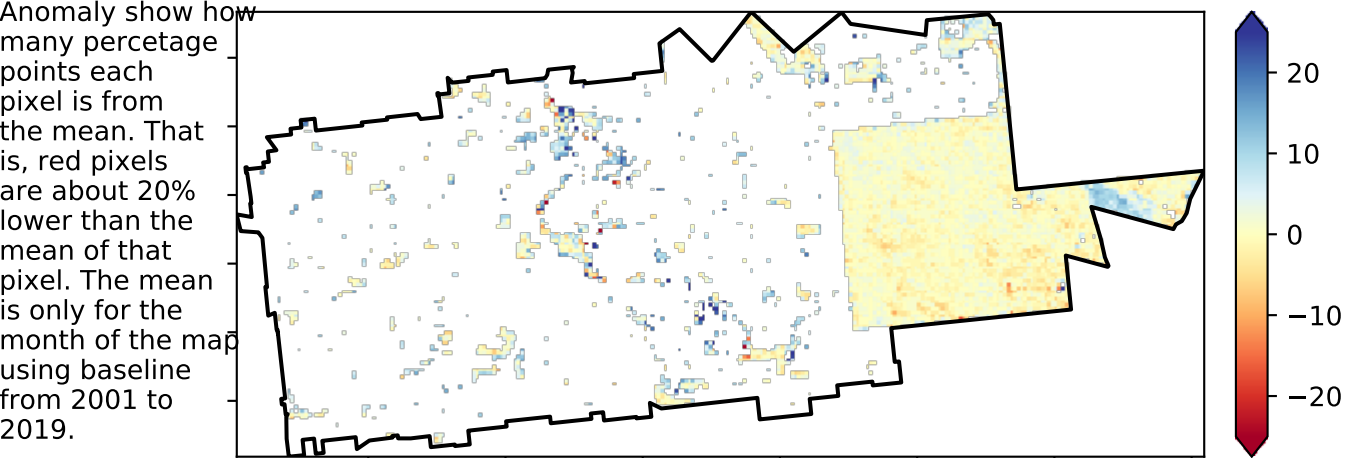 Anomaly show how
many percetage
points each
pixel is from
the mean. That
is, red pixels
are about 20%
lower than the
mean of that
pixel. The mean
is only for the
month of the map
using baseline
from 2001 to
2019.
20
10
0
−10
−20